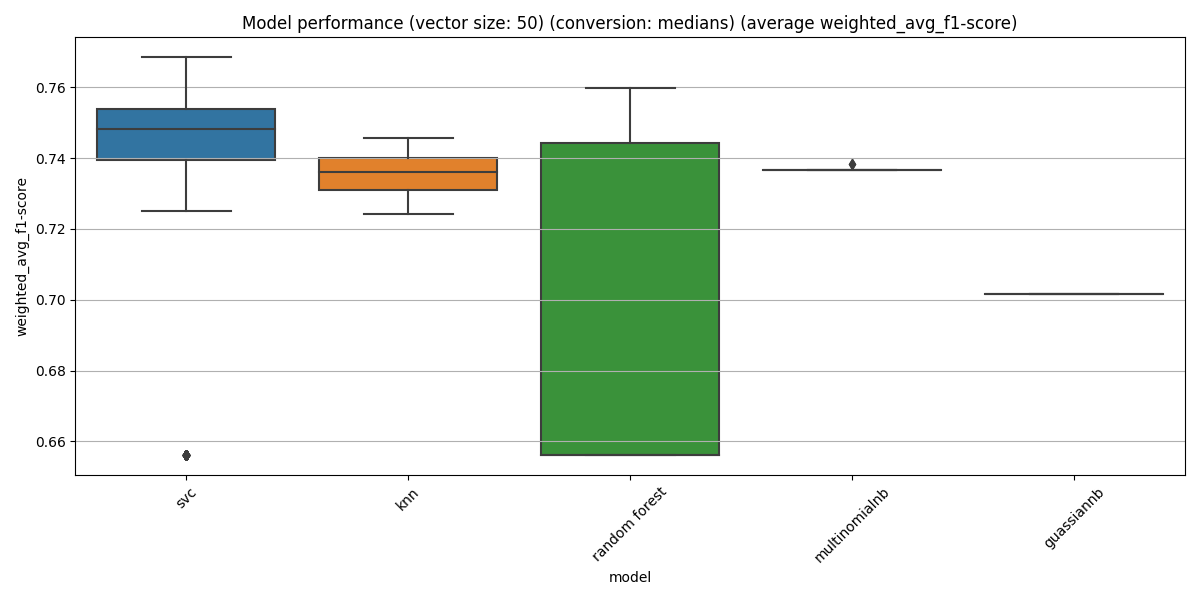 Model performance (vector size: 50) (conversion: medians) (average weighted_avg_f1-score)
weighted_avg_f1-score
0.76
0.74
0.72
0.70
0.68
0.66
svc
knn
random forest
multinomialnb
guassiannb
model